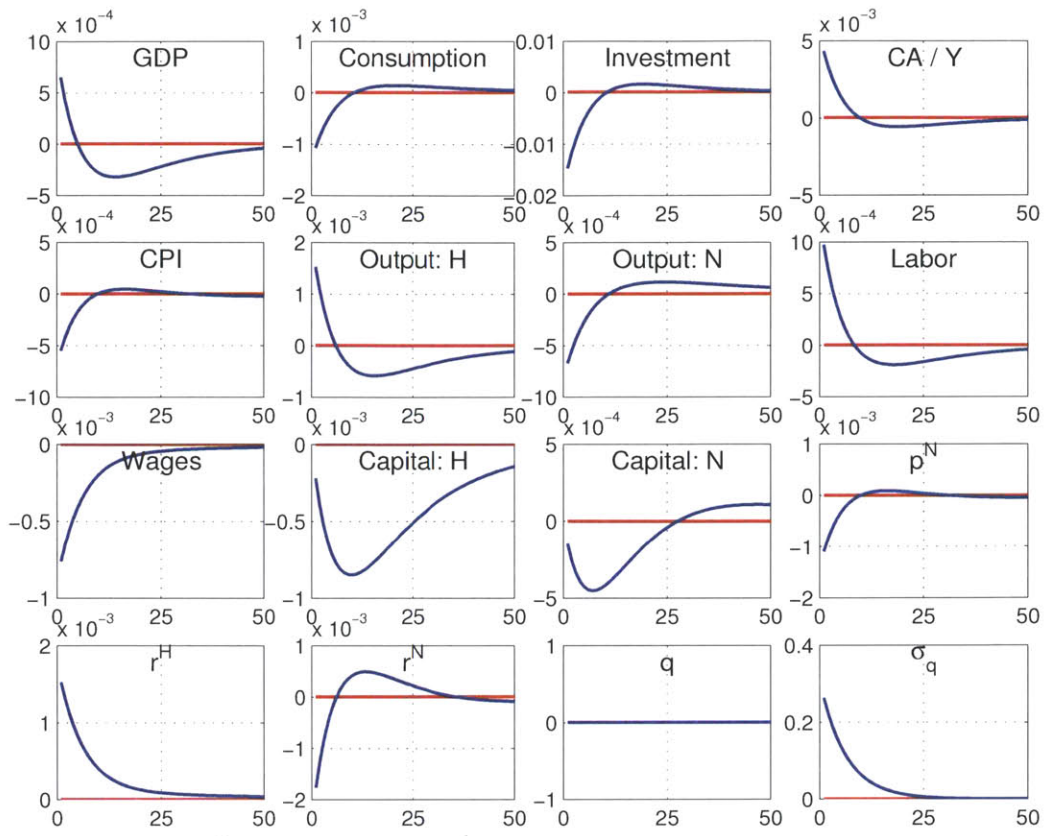 x 10⁻⁴
GDP
10
5
0
−5
0 25 50
x 10⁻³
Consumption
1
0
−1
−2
0 25 50
Investment
0.01
0
−0.01
−0.02
0 25 50
x 10⁻³
CA / Y
5
0
−5
0 25 50
x 10⁻⁴
CPI
5
0
−5
−10
0 25 50
x 10⁻³
Output: H
2
1
0
−1
0 25 50
x 10⁻⁴
Output: N
5
0
−5
−10
0 25 50
x 10⁻⁴
Labor
10
5
0
−5
0 25 50
x 10⁻³
Wages
0
−0.5
−1
0 25 50
x 10⁻³
Capital: H
0
−0.5
−1
0 25 50
x 10⁻⁴
Capital: N
5
0
−5
0 25 50
x 10⁻³
pᴺ
1
0
−1
−2
0 25 50
x 10⁻³
rᴴ
2
1
0
0 25 50
x 10⁻³
rᴺ
1
0
−1
−2
0 25 50
q
1
0
−1
0 25 50
σ_q
0.4
0.2
0
0 25 50